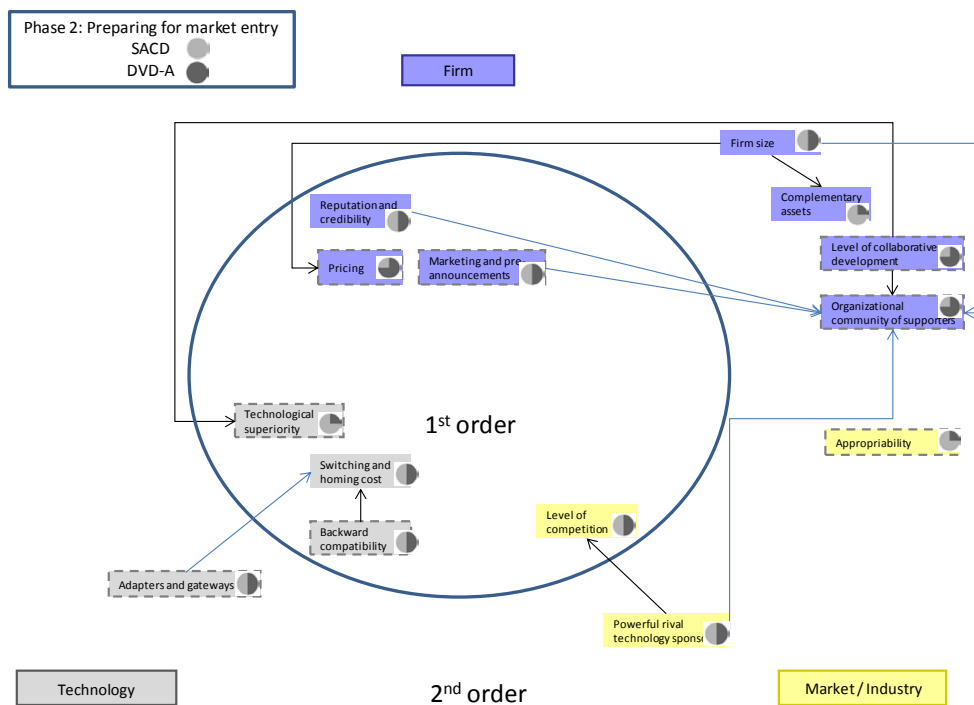 Phase 2: Preparing for market entry
SACD
DVD-A
Firm
Firm size
Complementary
assets
Reputation and
credibility
Level of collaborative
development
Pricing
Marketing and pre-
announcements
Organizational
community of supporters
Technological
superiority
1st order
Appropriability
Switching and
homing cost
Level of
competition
Backward
compatibility
Adapters and gateways
Powerful rival
technology spons
Technology
2nd order
Market / Industry